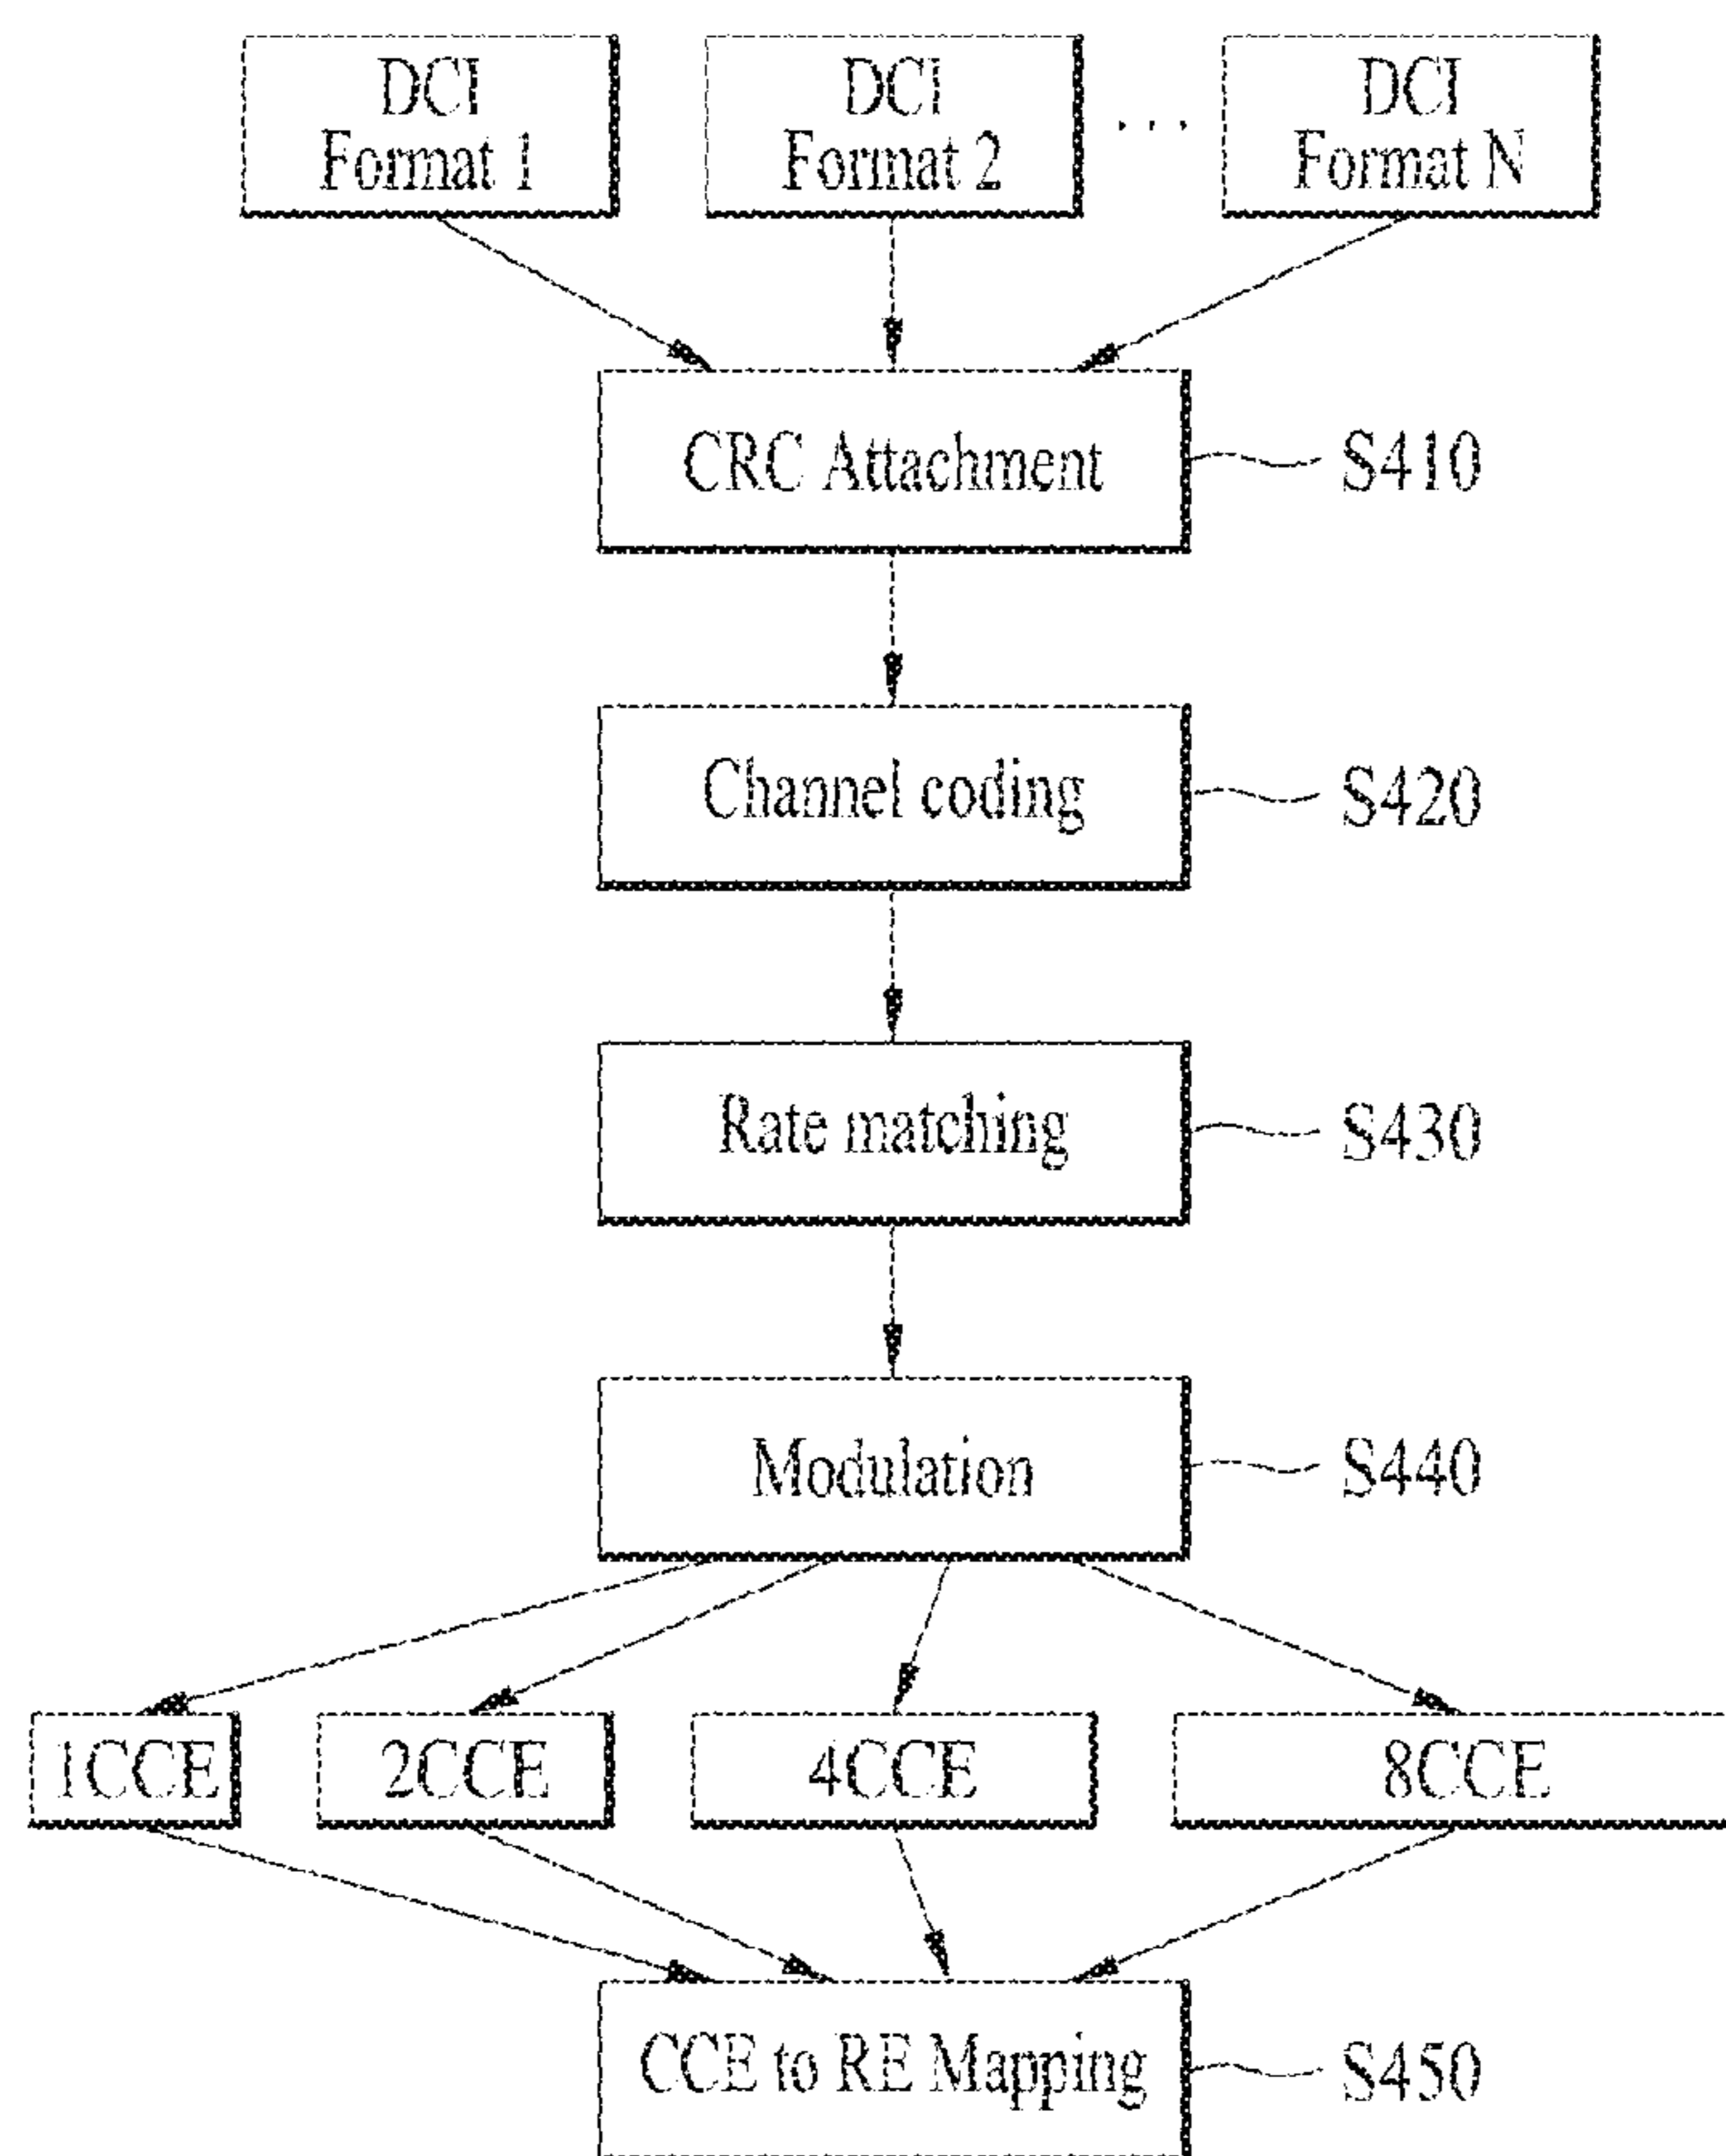 DCI
Format 1
DCI
Format 2
...
DCI
Format N
CRC Attachment
S410
Channel coding
S420
Rate matching
S430
Modulation
S440
1CCE
2CCE
4CCE
8CCE
CCE to RE Mapping
S450